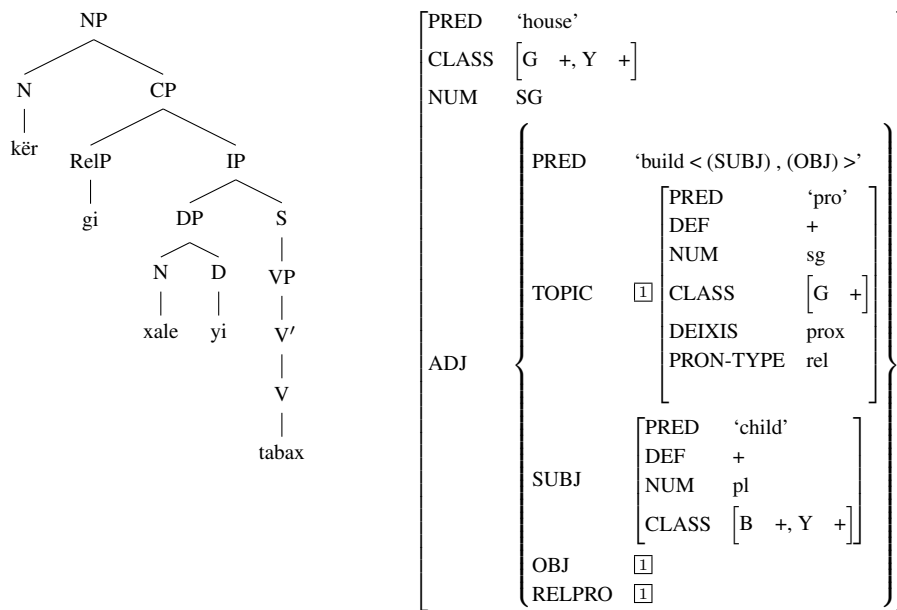 NP
N CP
kër RelP IP
gi DP S
N D VP
xale yi V′
V
tabax
PRED ‘house’
CLASS [G +, Y +]
NUM SG
ADJ
PRED ‘build < (SUBJ) , (OBJ) >’
TOPIC 1
PRED ‘pro’
DEF +
NUM sg
CLASS [G +]
DEIXIS prox
PRON-TYPE rel
SUBJ
PRED ‘child’
DEF +
NUM pl
CLASS [B +, Y +]
OBJ 1
RELPRO 1